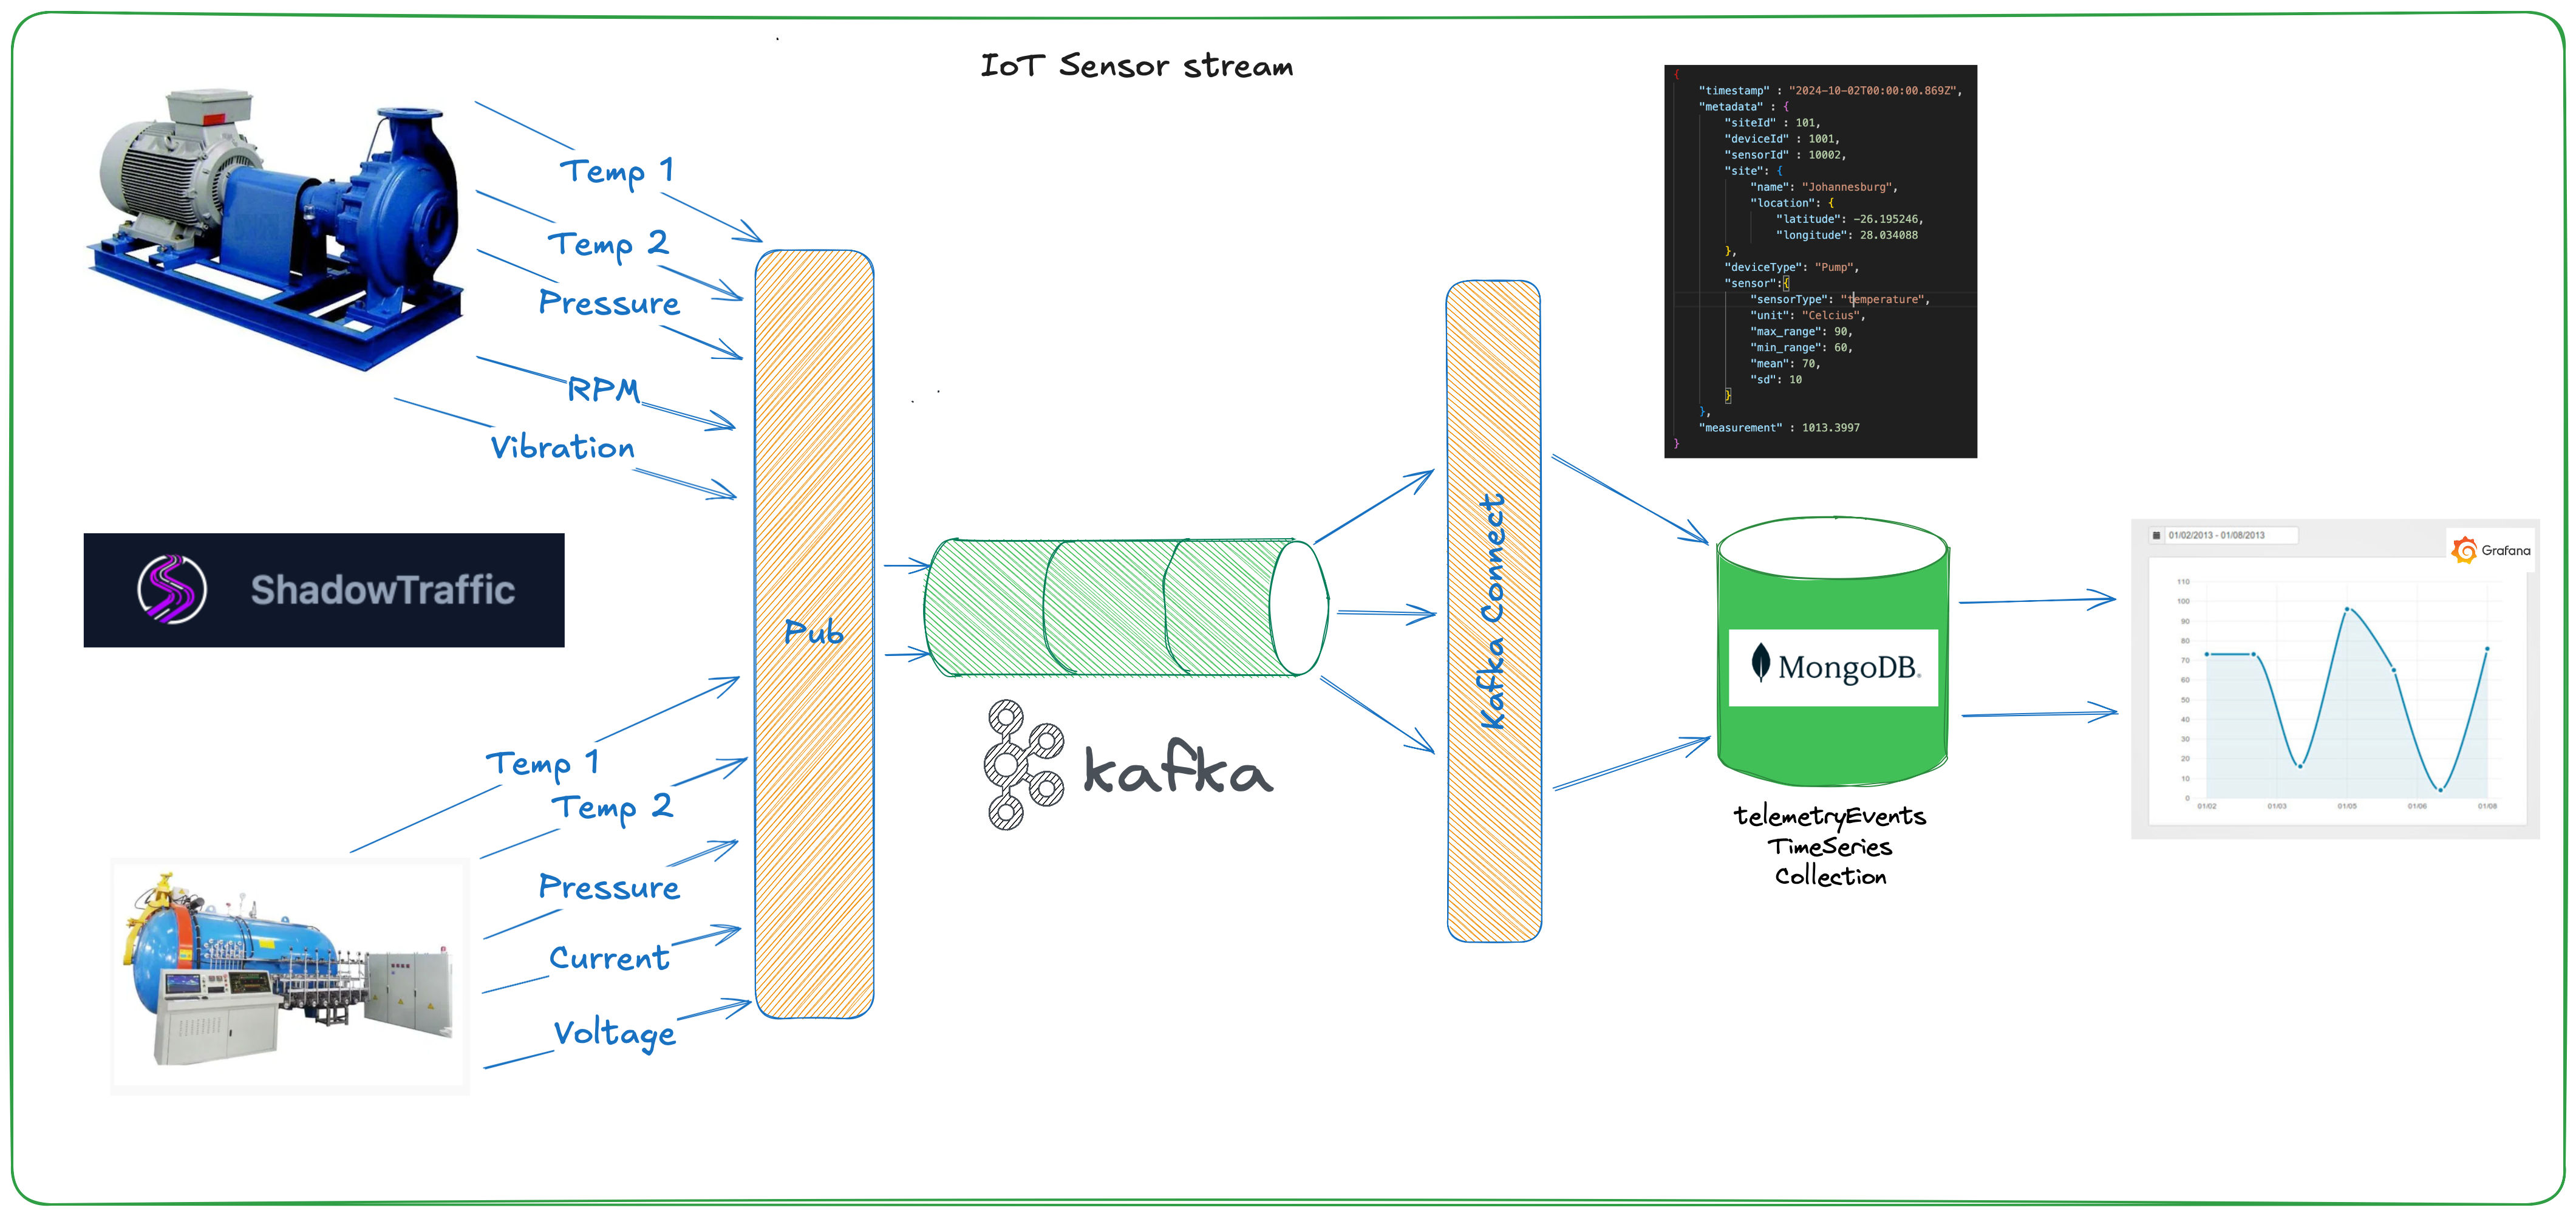 IoT Sensor stream
Temp 1
Temp 2
Pressure
RPM
Vibration
ShadowTraffic
Temp 1
Temp 2
Pressure
Current
Voltage
Pub
kafka
Kafka Connect
{
"timestamp" : "2024-10-02T00:00:00.869Z",
"metadata" : {
"siteId" : 101,
"deviceId" : 1001,
"sensorId" : 10002,
"site": {
"name": "Johannesburg",
"location": {
"latitude": -26.195246,
"longitude": 28.034088
},
"deviceType": "Pump",
"sensor":{
"sensorType": "temperature",
"unit": "Celcius",
"max_range": 90,
"min_range": 60,
"mean": 70,
"sd": 10
}
},
"measurement" : 1013.3997
}
MongoDB.
telemetryEvents
TimeSeries
Collection
01/02/2013 - 01/08/2013
Grafana
110
100
90
80
70
60
50
40
30
20
10
0
01/02 01/03 01/05 01/06 01/08